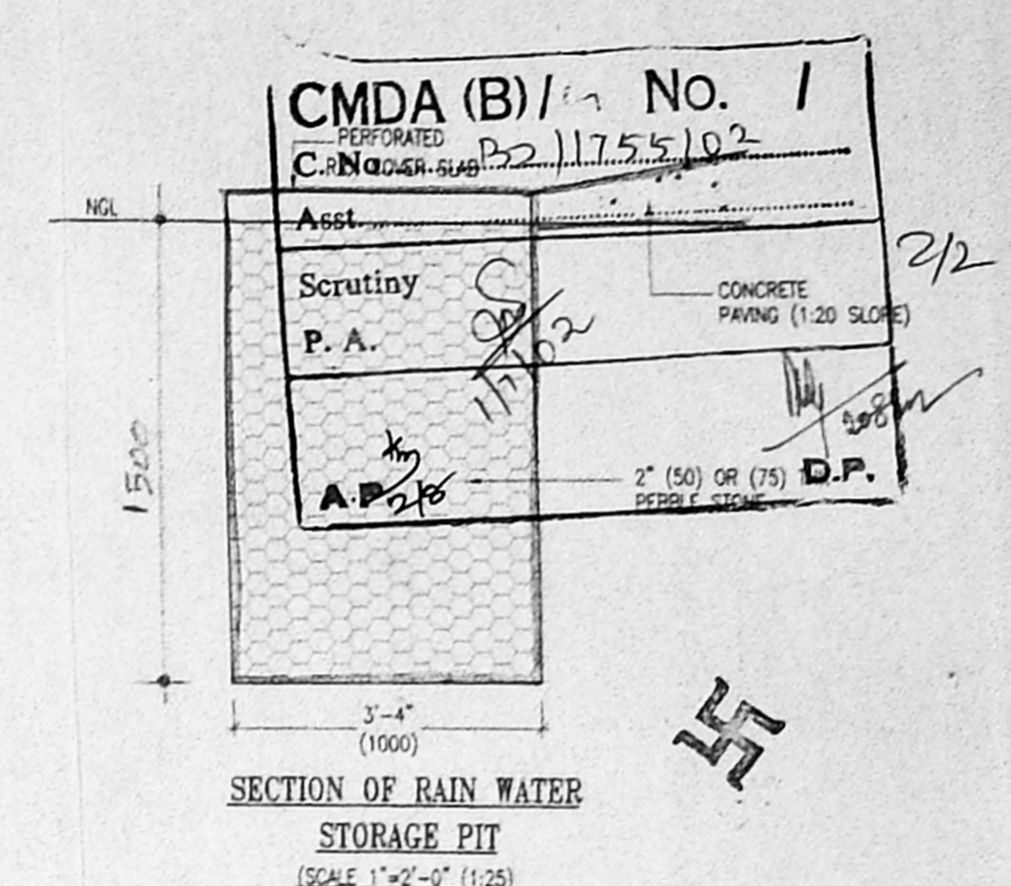 CMDA (B)/ No. 1
PERFORATED
C. No. B2/11755/02
R.C.C. COVER SLAB
NGL
Asst.
2/2
Scrutiny
CONCRETE
PAVING (1:20 SLOPE)
P. A.
1/7/02
1500
2" (50) OR (75)
PEBBLE STONE
D.P.
A.P. 2/8
3'-4"
(1000)
SECTION OF RAIN WATER
STORAGE PIT
(SCALE 1"=2'-0" (1:25)